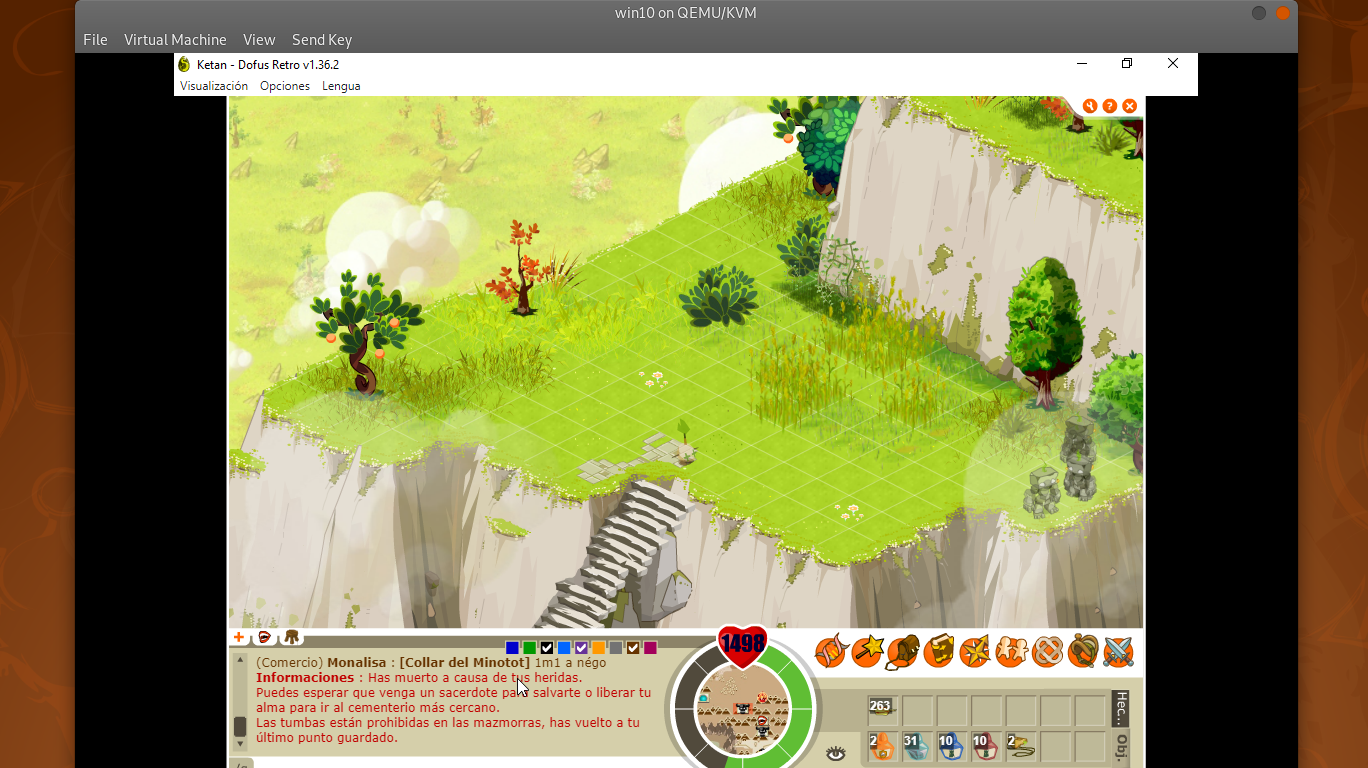 win10 on QEMU/KVM
File Virtual Machine View Send Key
Ketan - Dofus Retro v1.36.2
Visualización Opciones Lengua
1498
(Comercio) Monalisa : [Collar del Minotot] 1m1 a négo
Informaciones : Has muerto a causa de tus heridas.
Puedes esperar que venga un sacerdote para salvarte o liberar tu
alma para ir al cementerio más cercano.
Las tumbas están prohibidas en las mazmorras, has vuelto a tu
último punto guardado.
263
Hec...
2 31 10 10 2
Obj.